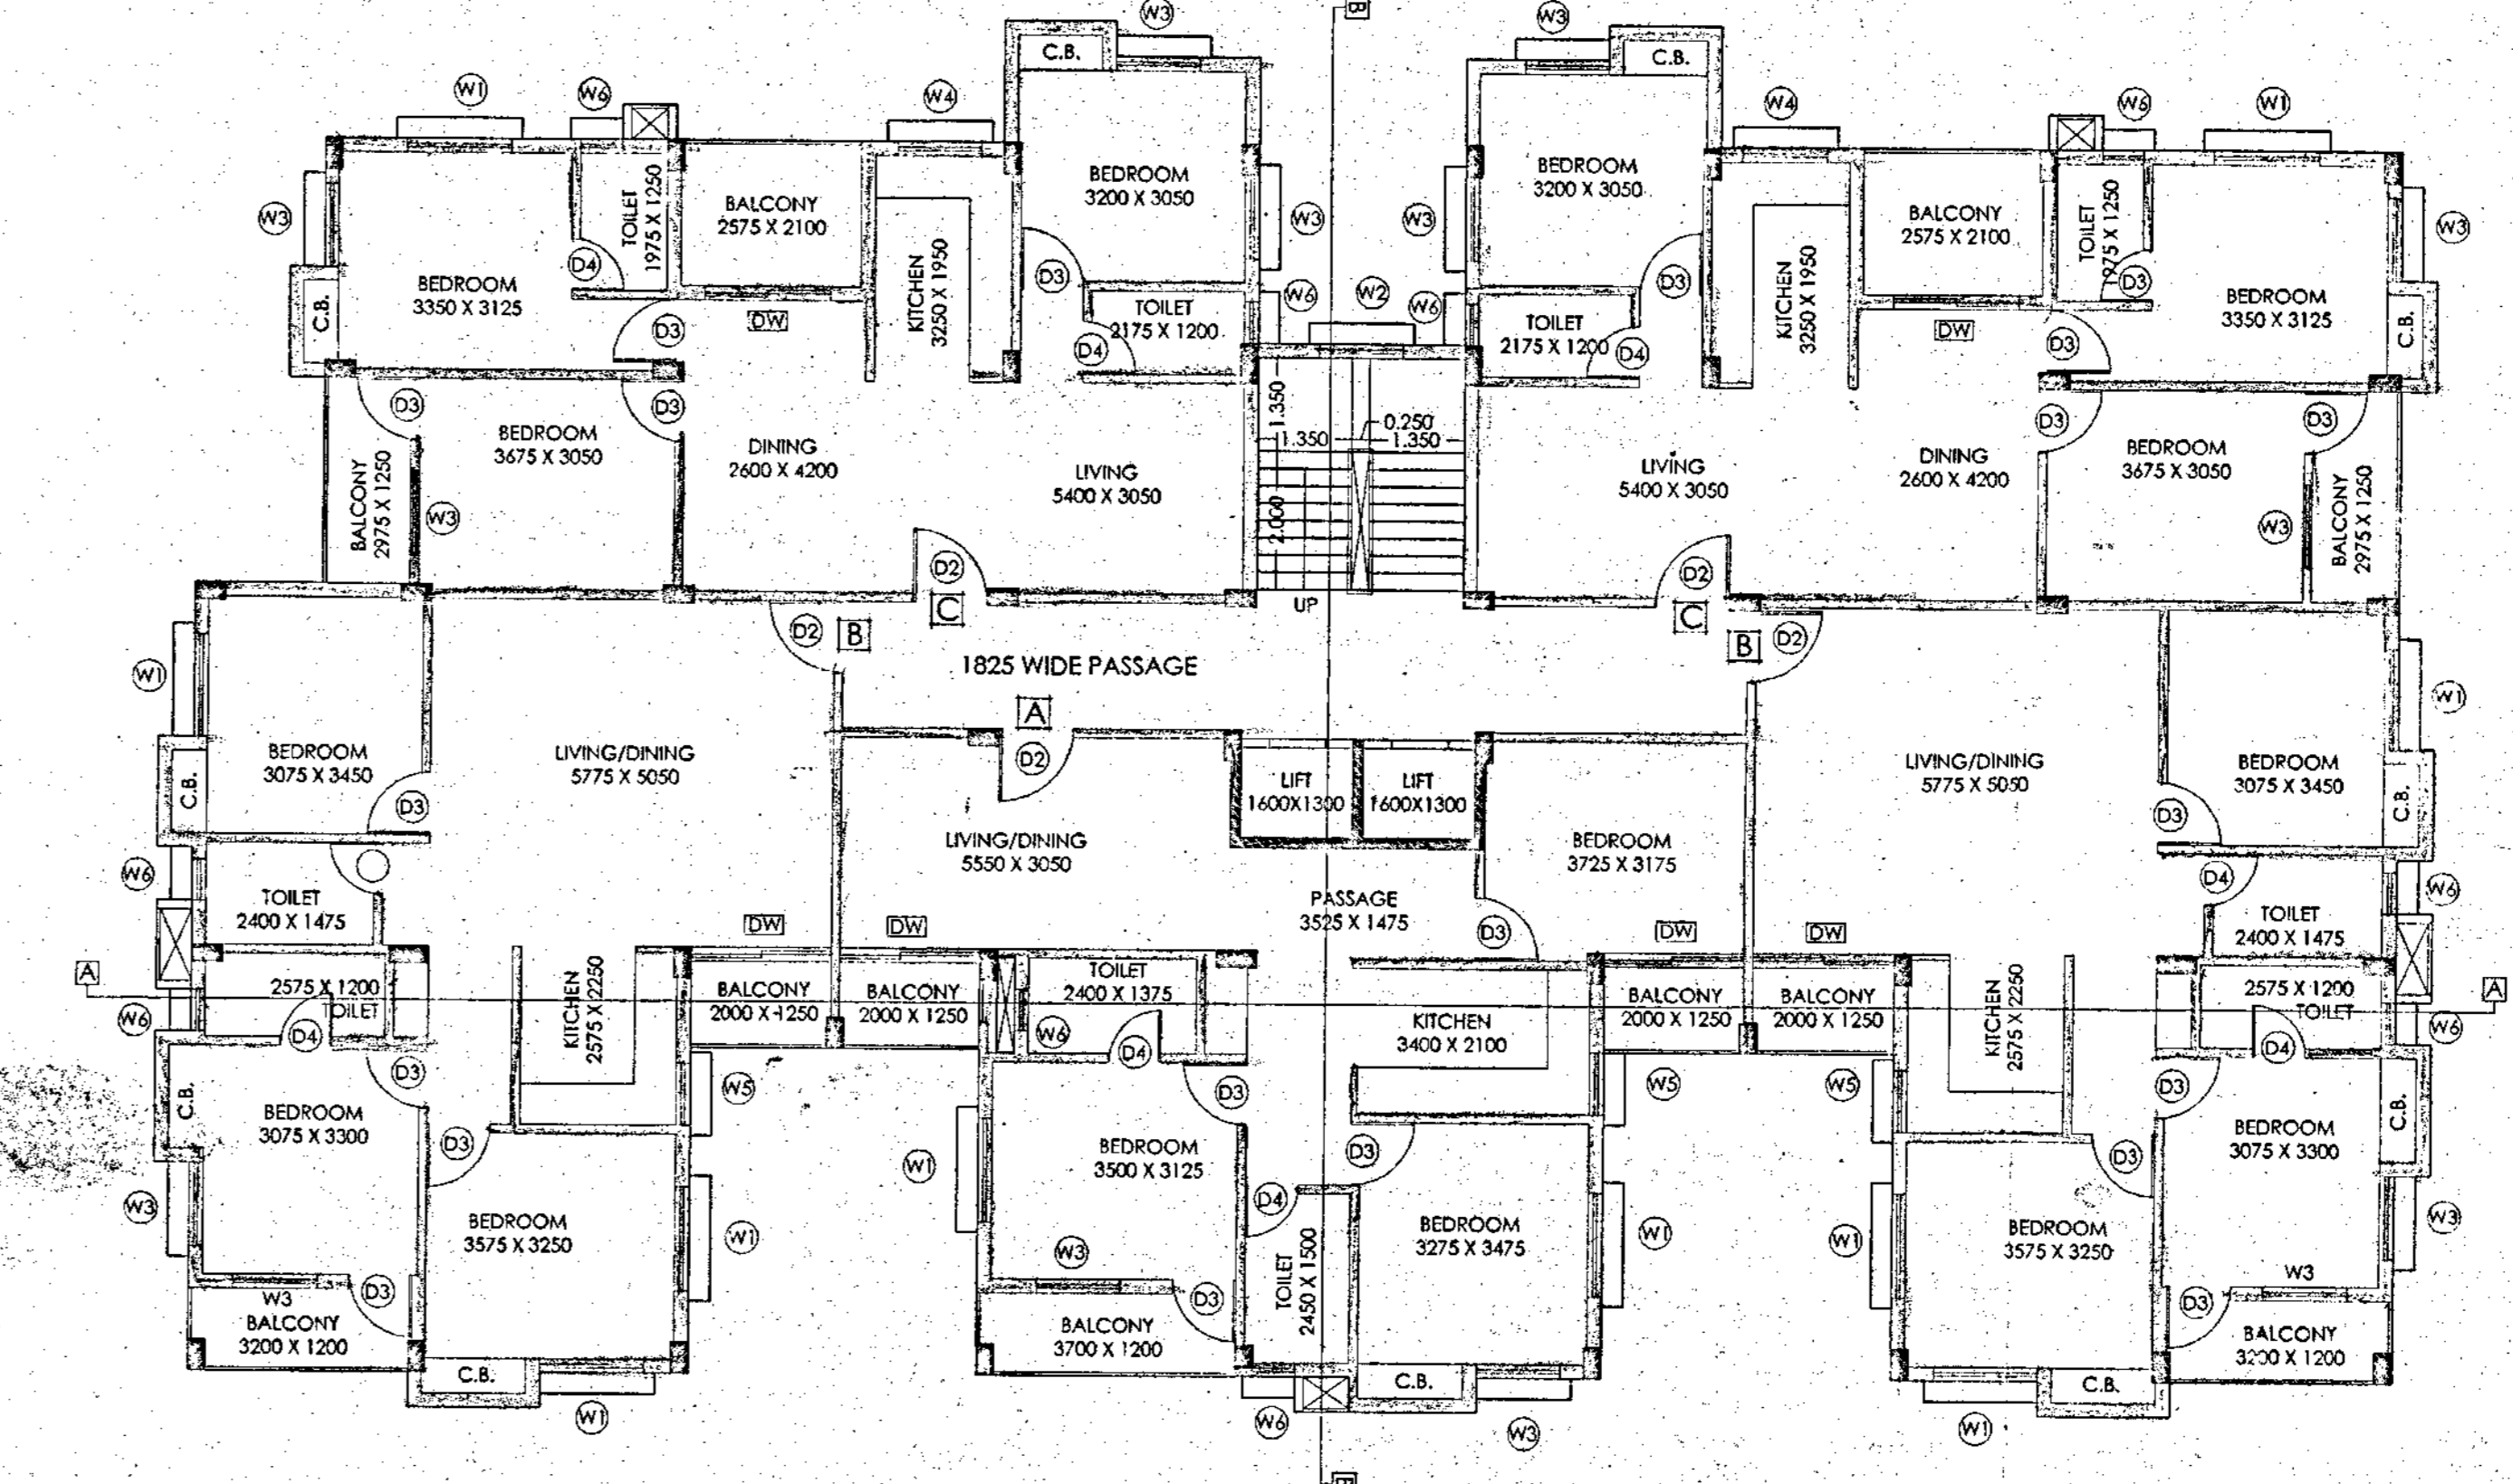 W3
B
W3
C.B.
C.B.
W1
W6
W4
W4
W6
W1
BEDROOM
3200 X 3050
BEDROOM
3200 X 3050
TOILET
1975 X 1250
BALCONY
2575 X 2100
BALCONY
2575 X 2100
TOILET
1975 X 1250
W3
W3
W3
W3
D4
BEDROOM
3350 X 3125
KITCHEN
3250 X 1950
D3
D3
KITCHEN
3250 X 1950
D3
BEDROOM
3350 X 3125
C.B.
C.B.
W6
W2
W6
TOILET
2175 X 1200
TOILET
2175 X 1200
D3
DW
D4
D4
DW
D3
D3
D3
1.350
0.250
1.350
1.350
D3
D3
BEDROOM
3675 X 3050
DINING
2600 X 4200
LIVING
5400 X 3050
LIVING
5400 X 3050
DINING
2600 X 4200
BEDROOM
3675 X 3050
BALCONY
2975 X 1250
W3
2.000
W3
BALCONY
2975 X 1250
D2
D2
C
UP
C
D2
B
B
D2
1825 WIDE PASSAGE
W1
W1
A
BEDROOM
3075 X 3450
LIVING/DINING
5775 X 5050
D2
LIFT
1600X1300
LIFT
1600X1300
LIVING/DINING
5775 X 5050
BEDROOM
3075 X 3450
C.B.
D3
D3
C.B.
LIVING/DINING
5550 X 3050
BEDROOM
3725 X 3175
W6
D4
W6
TOILET
2400 X 1475
PASSAGE
3525 X 1475
TOILET
2400 X 1475
DW
DW
D3
DW
DW
A
2575 X 1200
TOILET
KITCHEN
2575 X 2250
BALCONY
2000 X 1250
BALCONY
2000 X 1250
TOILET
2400 X 1375
BALCONY
2000 X 1250
BALCONY
2000 X 1250
KITCHEN
2575 X 2250
2575 X 1200
TOILET
A
W6
D4
W6
D4
KITCHEN
3400 X 2100
D4
W6
D3
W5
D3
W5
W5
D3
C.B.
BEDROOM
3075 X 3300
C.B.
BEDROOM
3075 X 3300
D3
W1
BEDROOM
3500 X 3125
D3
D3
W3
D4
W3
BEDROOM
3575 X 3250
W1
W3
BEDROOM
3275 X 3475
W1
W1
BEDROOM
3575 X 3250
TOILET
2450 X 1500
W3
D3
D3
W3
D3
BALCONY
3200 X 1200
BALCONY
3700 X 1200
BALCONY
3200 X 1200
C.B.
C.B.
C.B.
W1
W6
W3
W1
B